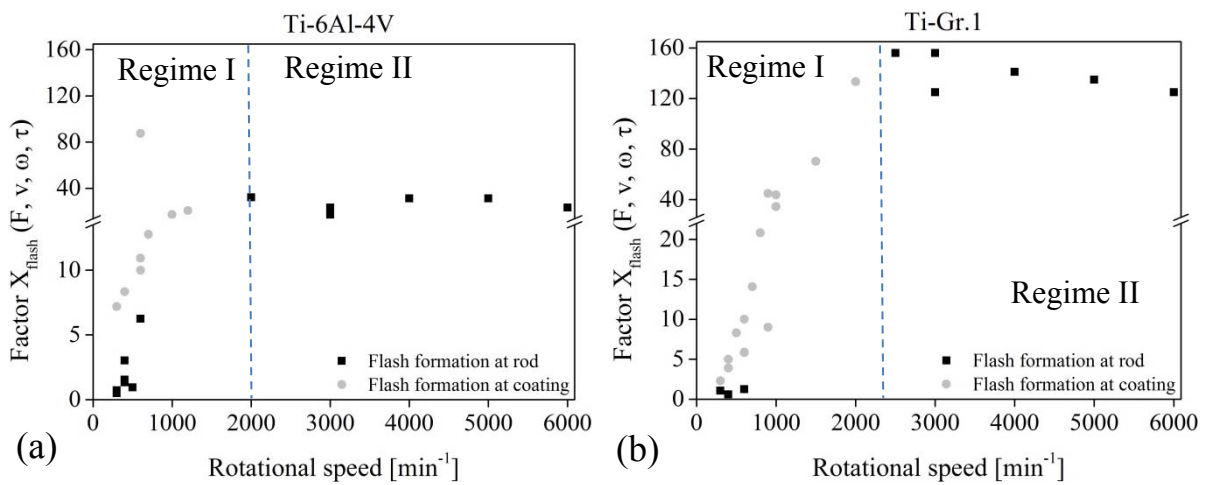 Ti-6Al-4V
160
120
80
40
10
5
0
Factor X_flash (F, v, ω, τ)
Regime I
Regime II
Flash formation at rod
Flash formation at coating
0 1000 2000 3000 4000 5000 6000
Rotational speed [min⁻¹]
(a)
Ti-Gr.1
160
120
80
40
20
15
10
5
0
Factor X_flash (F, v, ω, τ)
Regime I
Regime II
Flash formation at rod
Flash formation at coating
0 1000 2000 3000 4000 5000 6000
Rotational speed [min⁻¹]
(b)